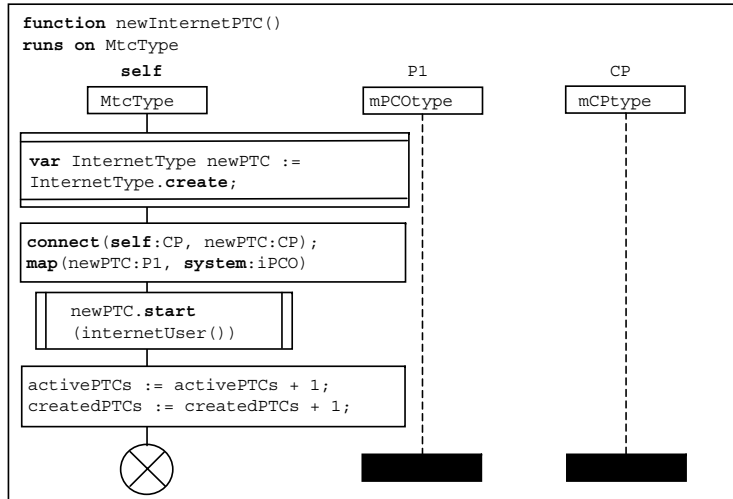 function newInternetPTC()
runs on MtcType
self P1 CP
MtcType mPCOtype mCPtype
var InternetType newPTC :=
InternetType.create;
connect(self:CP, newPTC:CP);
map(newPTC:P1, system:iPCO)
newPTC.start
(internetUser())
activePTCs := activePTCs + 1;
createdPTCs := createdPTCs + 1;